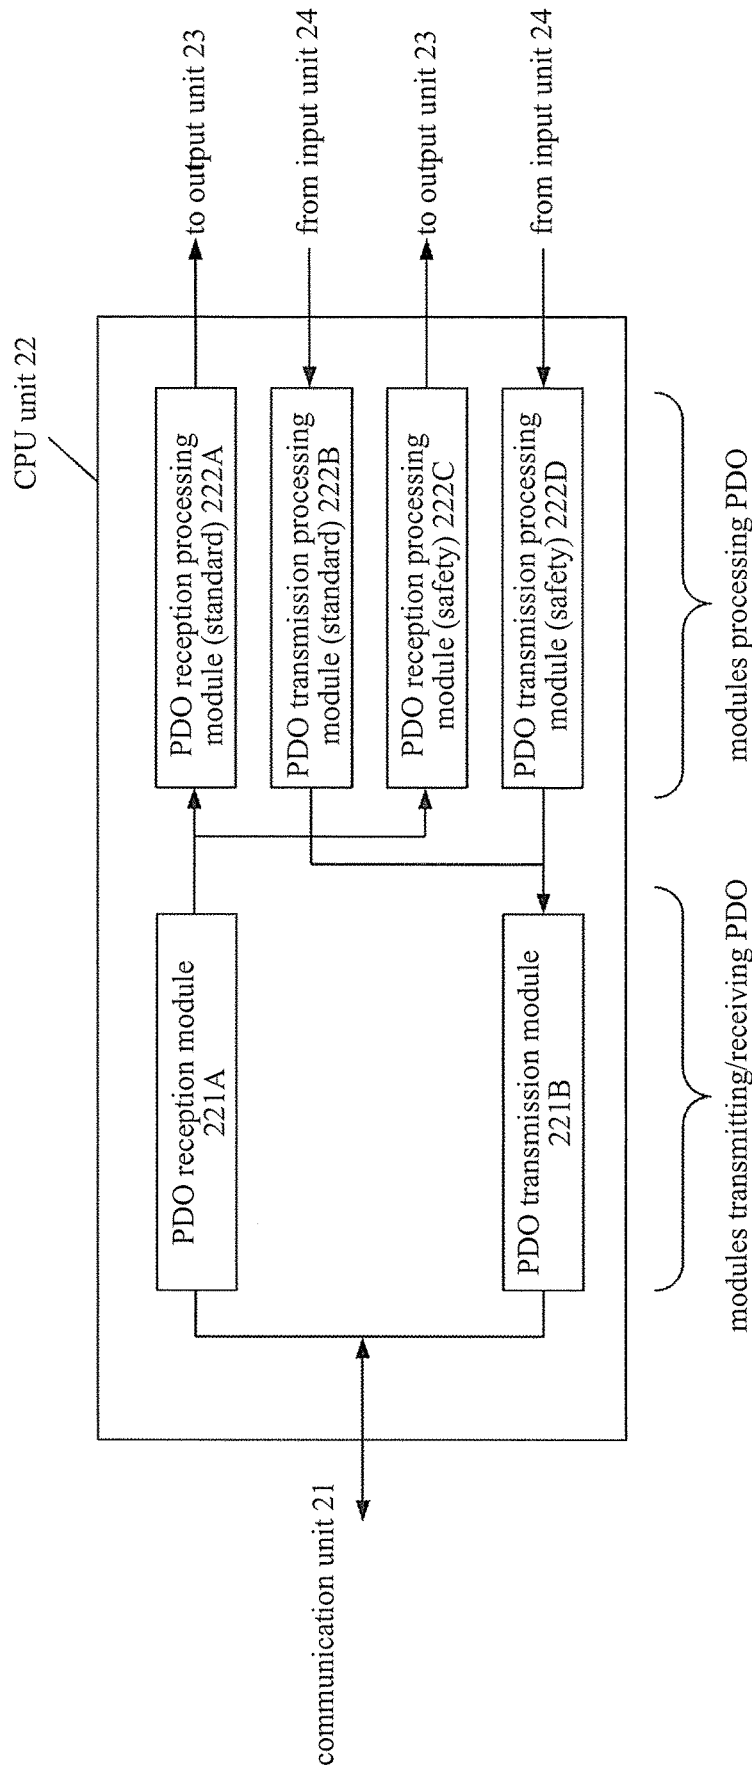 CPU unit 22
communication unit 21
PDO reception module
221A
PDO transmission module
221B
PDO reception processing
module (standard) 222A
PDO transmission processing
module (standard) 222B
PDO reception processing
module (safety) 222C
PDO transmission processing
module (safety) 222D
to output unit 23
from input unit 24
to output unit 23
from input unit 24
modules transmitting/receiving PDO
modules processing PDO